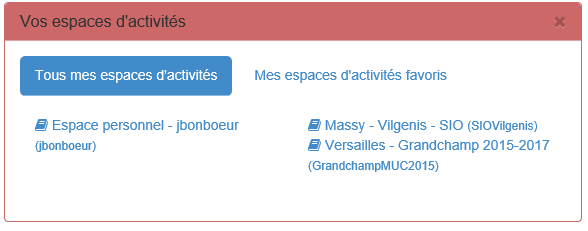 Vos espaces d'activités
Tous mes espaces d'activités
Mes espaces d'activités favoris
Espace personnel - jbonboeur
(jbonboeur)
Massy - Vilgenis - SIO (SIOVilgenis)
Versailles - Grandchamp 2015-2017
(GrandchampMUC2015)